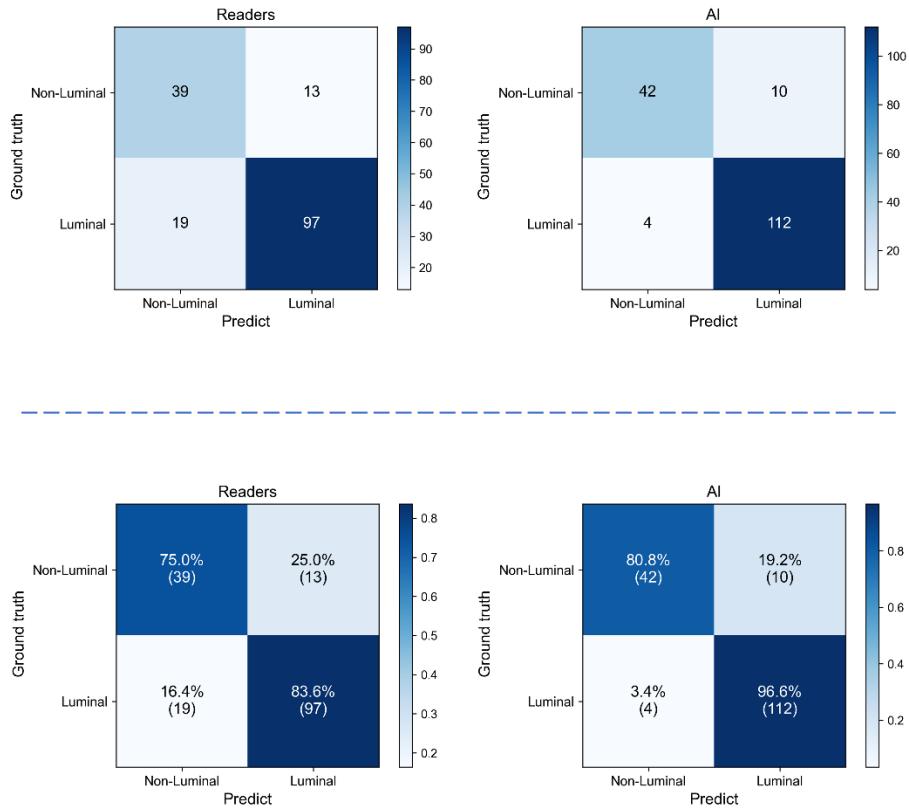 Readers
Non-Luminal
39
13
Luminal
19
97
Non-Luminal
Luminal
Predict
Ground truth
90
80
70
60
50
40
30
20
AI
Non-Luminal
42
10
Luminal
4
112
Non-Luminal
Luminal
Predict
Ground truth
100
80
60
40
20
Readers
Non-Luminal
75.0%
(39)
25.0%
(13)
Luminal
16.4%
(19)
83.6%
(97)
Non-Luminal
Luminal
Predict
Ground truth
0.8
0.7
0.6
0.5
0.4
0.3
0.2
AI
Non-Luminal
80.8%
(42)
19.2%
(10)
Luminal
3.4%
(4)
96.6%
(112)
Non-Luminal
Luminal
Predict
Ground truth
0.8
0.6
0.4
0.2